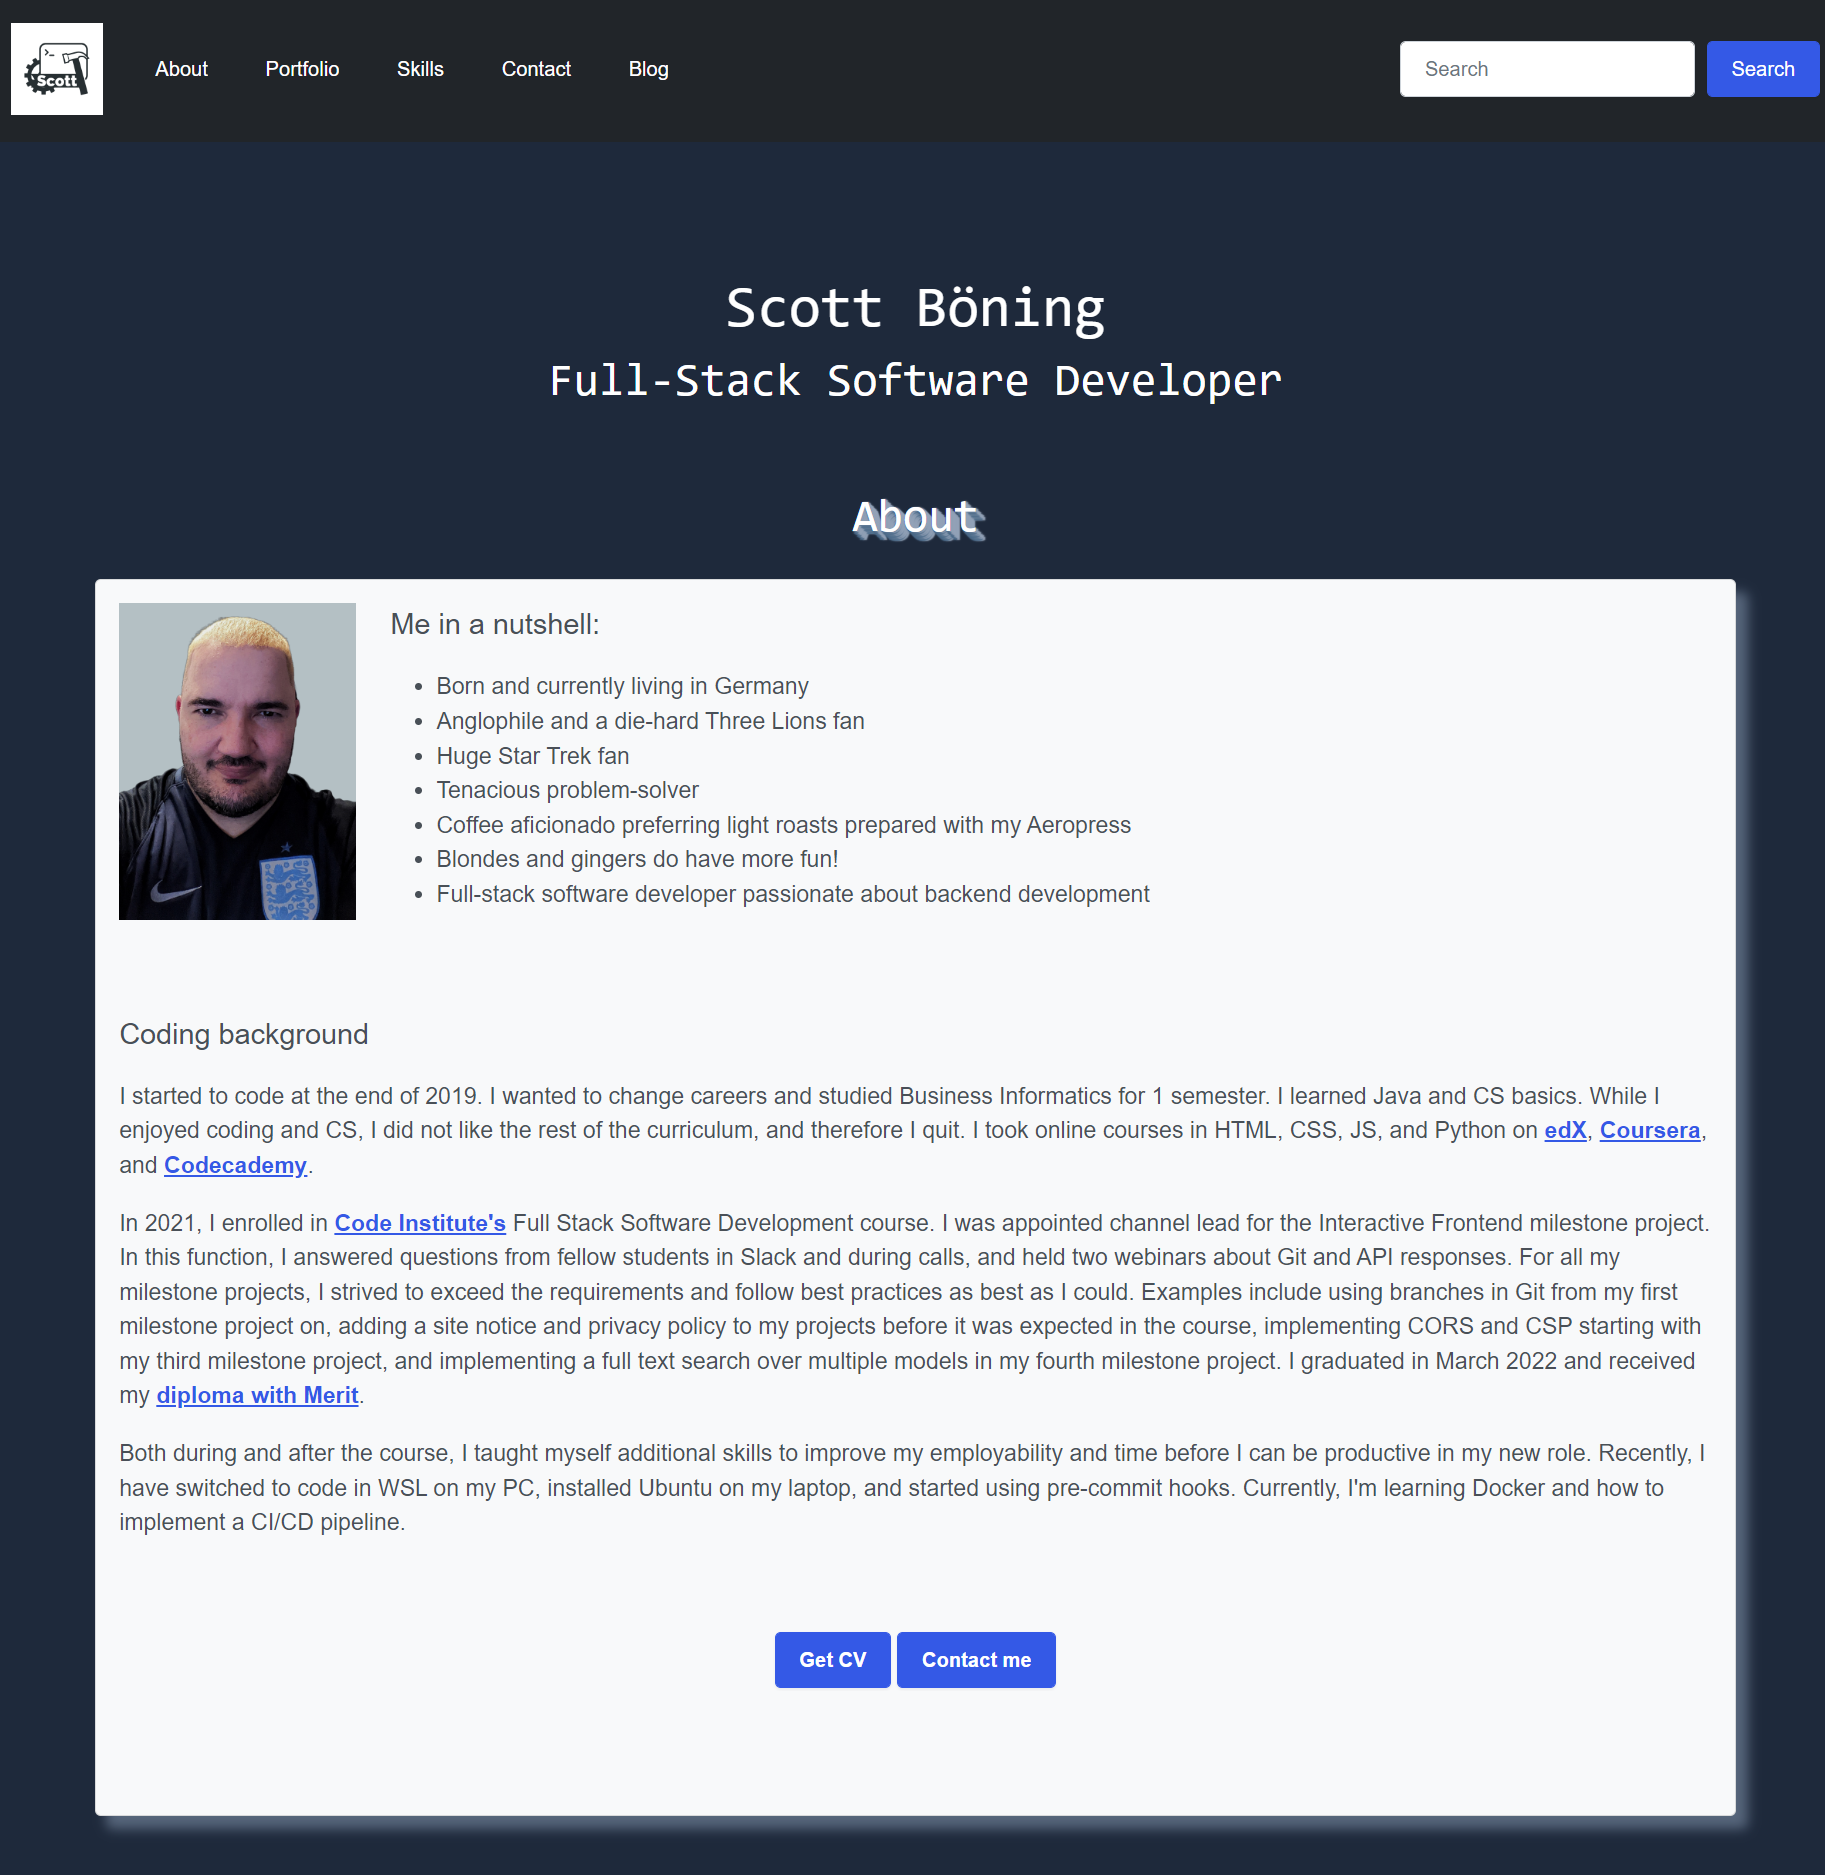 >_
Scott
About
Portfolio
Skills
Contact
Blog
Search
Search
Scott Böning
Full-Stack Software Developer
About
Me in a nutshell:
• Born and currently living in Germany
• Anglophile and a die-hard Three Lions fan
• Huge Star Trek fan
• Tenacious problem-solver
• Coffee aficionado preferring light roasts prepared with my Aeropress
• Blondes and gingers do have more fun!
• Full-stack software developer passionate about backend development
Coding background
I started to code at the end of 2019. I wanted to change careers and studied Business Informatics for 1 semester. I learned Java and CS basics. While I
enjoyed coding and CS, I did not like the rest of the curriculum, and therefore I quit. I took online courses in HTML, CSS, JS, and Python on edX, Coursera,
and Codecademy.
In 2021, I enrolled in Code Institute's Full Stack Software Development course. I was appointed channel lead for the Interactive Frontend milestone project.
In this function, I answered questions from fellow students in Slack and during calls, and held two webinars about Git and API responses. For all my
milestone projects, I strived to exceed the requirements and follow best practices as best as I could. Examples include using branches in Git from my first
milestone project on, adding a site notice and privacy policy to my projects before it was expected in the course, implementing CORS and CSP starting with
my third milestone project, and implementing a full text search over multiple models in my fourth milestone project. I graduated in March 2022 and received
my diploma with Merit.
Both during and after the course, I taught myself additional skills to improve my employability and time before I can be productive in my new role. Recently, I
have switched to code in WSL on my PC, installed Ubuntu on my laptop, and started using pre-commit hooks. Currently, I'm learning Docker and how to
implement a CI/CD pipeline.
Get CV
Contact me